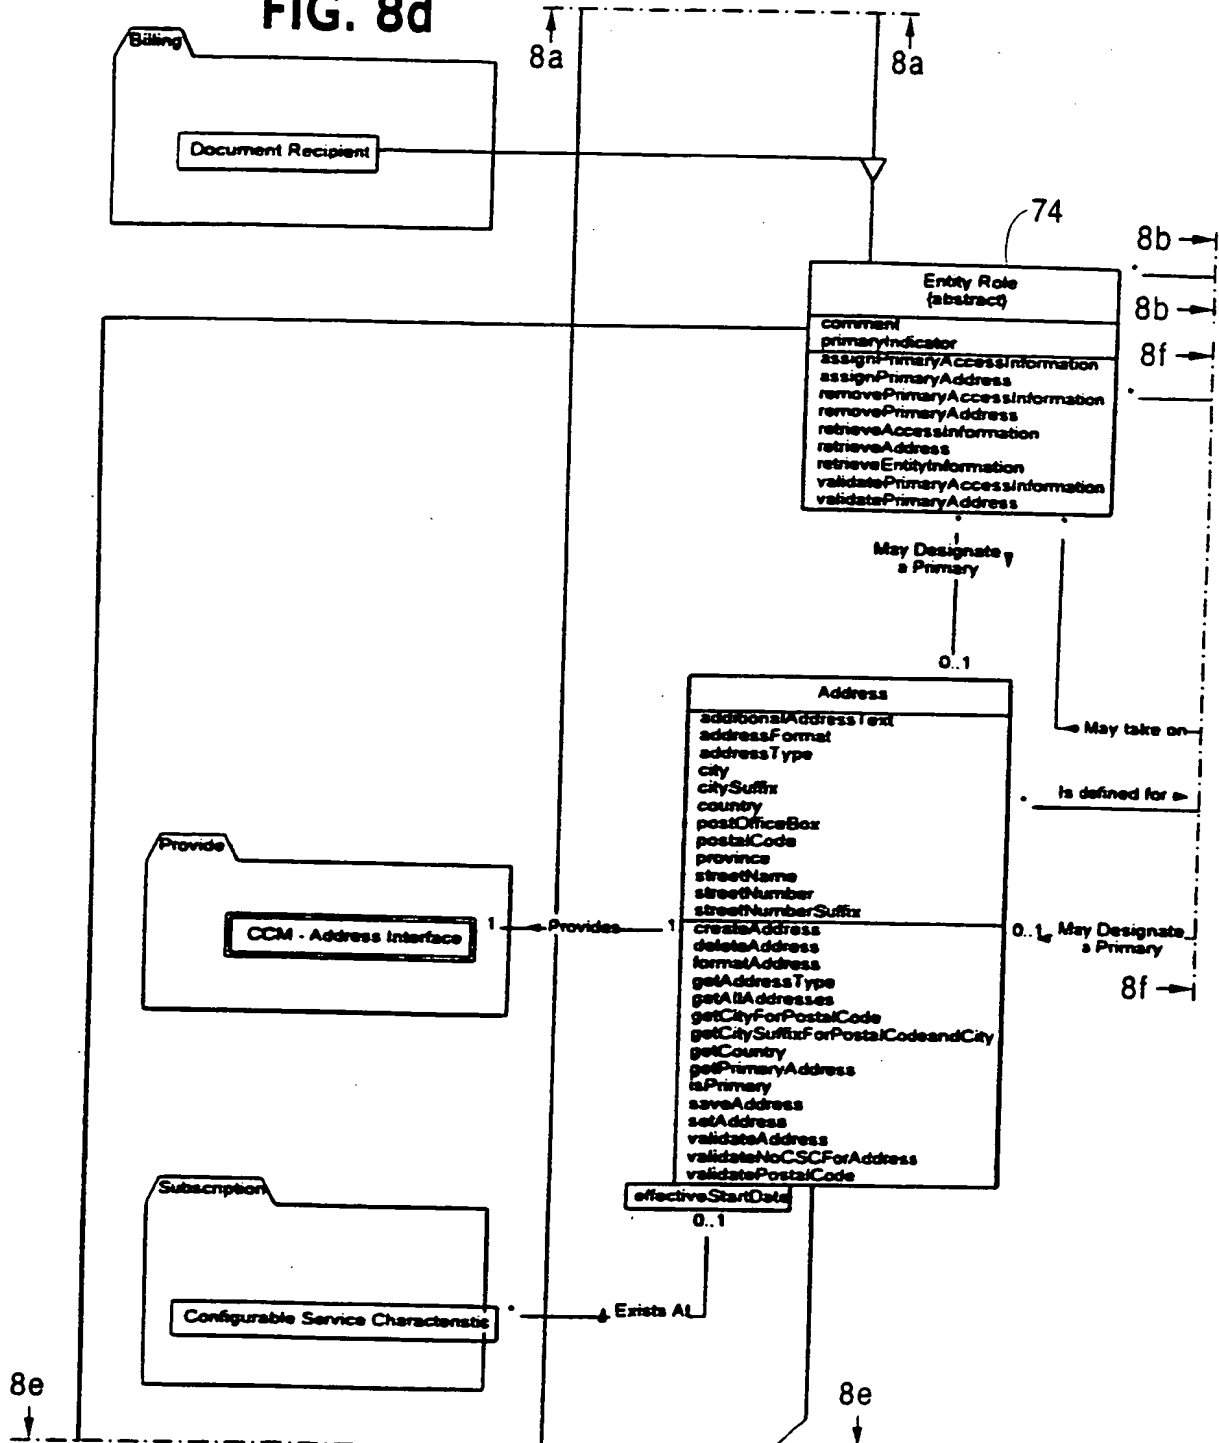 FIG. 8d
8a
8a
Billing
Document Recipient
74
8b
Entity Role
{abstract}
8b
comment
primaryIndicator
8f
assignPrimaryAccessInformation
assignPrimaryAddress
removePrimaryAccessInformation
removePrimaryAddress
retrieveAccessInformation
retrieveAddress
retrieveEntityInformation
validatePrimaryAccessInformation
validatePrimaryAddress
*
*
*
*
May Designate
a Primary
0..1
Address
additionalAddressText
addressFormat
addressType
city
citySuffix
country
postOfficeBox
postalCode
province
streetName
streetNumber
streetNumberSuffix
May take on
*
Is defined for
Provide
CCM - Address Interface
1
Provides
1
createAddress
deleteAddress
formatAddress
getAddressType
getAllAddresses
getCityForPostalCode
getCitySuffixForPostalCodeandCity
getCountry
getPrimaryAddress
isPrimary
saveAddress
setAddress
validateAddress
validateNoCSCForAddress
validatePostalCode
0..1
May Designate
a Primary
8f
Subscription
effectiveStartDate
0..1
Configurable Service Characteristic
*
Exists At
8e
8e